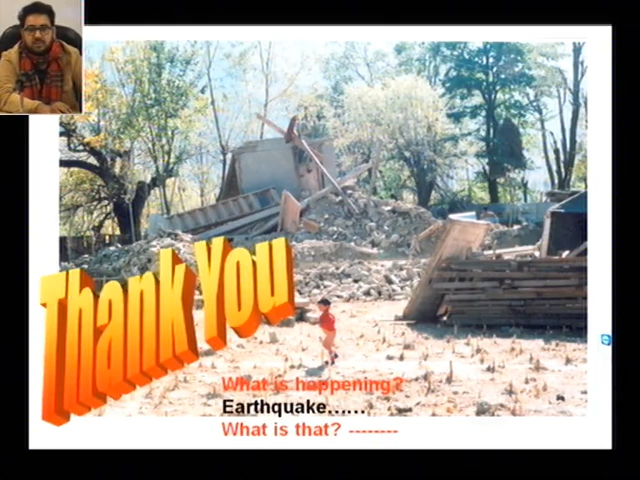 Thank You
What is happening?
Earthquake......
What is that? --------